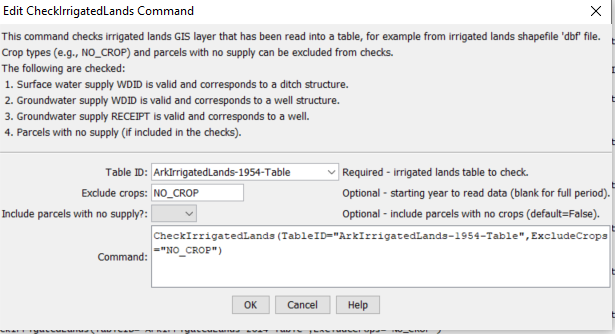 Edit CheckIrrigatedLands Command
This command checks irrigated lands GIS layer that has been read into a table, for example from irrigated lands shapefile 'dbf' file.
Crop types (e.g., NO_CROP) and parcels with no supply can be excluded from checks.
The following are checked:
1. Surface water supply WDID is valid and corresponds to a ditch structure.
2. Groundwater supply WDID is valid and corresponds to a well structure.
3. Groundwater supply RECEIPT is valid and corresponds to a well.
4. Parcels with no supply (if included in the checks).
Table ID: ArkIrrigatedLands-1954-Table Required - irrigated lands table to check.
Exclude crops: NO_CROP Optional - starting year to read data (blank for full period).
Include parcels with no supply?: Optional - include parcels with no crops (default=False).
Command: CheckIrrigatedLands(TableID="ArkIrrigatedLands-1954-Table",ExcludeCrops
="NO_CROP")
OK Cancel Help